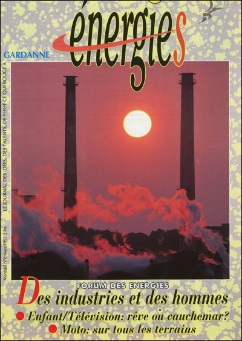 énergies
GARDANNE
FORUM DES ENERGIES
Des industries et des hommes
Enfant/Télévision: rêve ou cauchemar?
Moto: sur tous les terrains